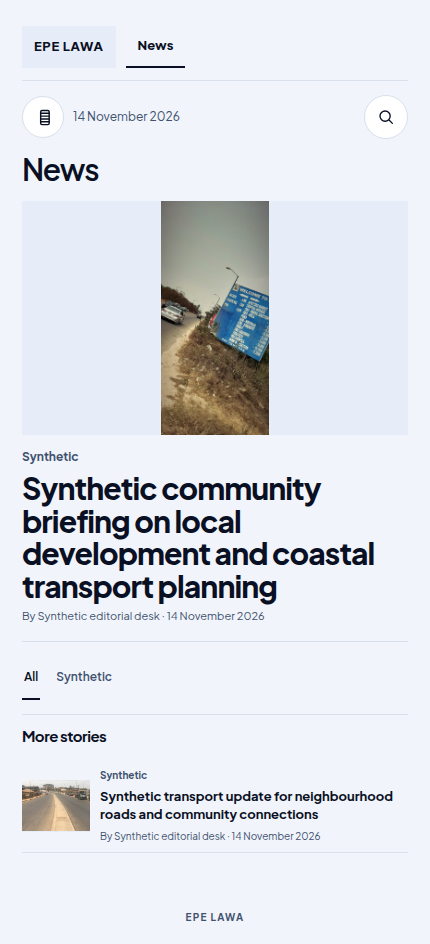 EPE LAWA
News
14 November 2026
News
WELCOME TO
Synthetic
Synthetic community
briefing on local
development and coastal
transport planning
By Synthetic editorial desk · 14 November 2026
All
Synthetic
More stories
Synthetic
Synthetic transport update for neighbourhood
roads and community connections
By Synthetic editorial desk · 14 November 2026
EPE LAWA